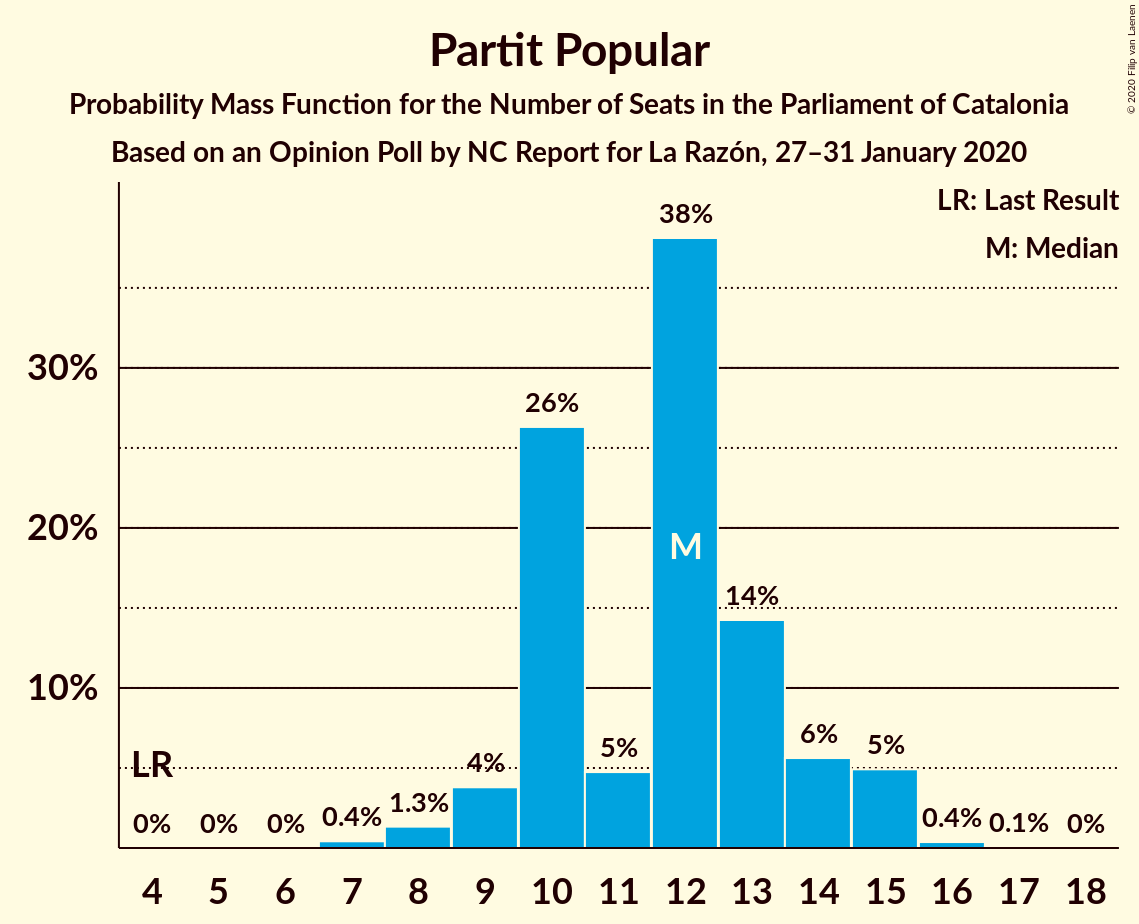 Partit Popular
Probability Mass Function for the Number of Seats in the Parliament of Catalonia
Based on an Opinion Poll by NC Report for La Razón, 27–31 January 2020
© 2020 Filip van Laenen
LR: Last Result
M: Median
38%
30%
26%
20%
M
14%
10%
6%
5%
5%
4%
LR
1.3%
0.4%
0.4%
0.1%
0%
0%
0%
0%
4 5 6 7 8 9 10 11 12 13 14 15 16 17 18